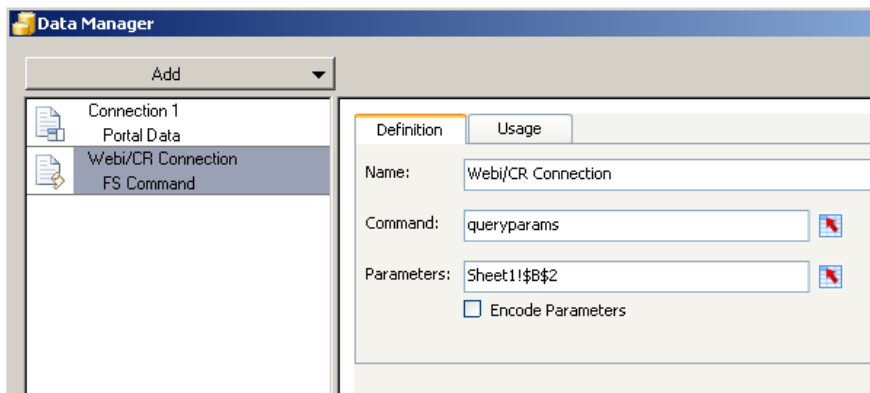 Data Manager
Add
Connection 1
Portal Data
Webi/CR Connection
FS Command
Definition
Usage
Name:
Webi/CR Connection
Command:
queryparams
Parameters:
Sheet1!$B$2
Encode Parameters